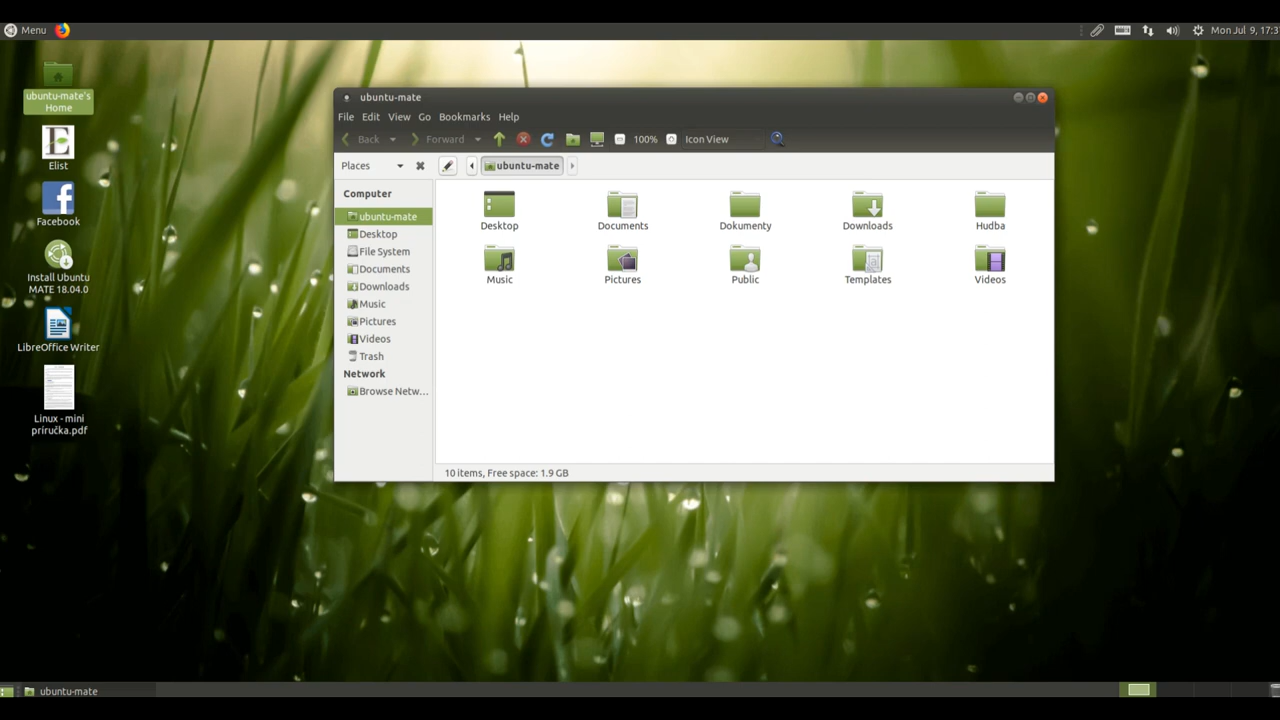 Menu
Mon Jul 9, 17:3
ubuntu-mate's
Home
Elist
Facebook
Install Ubuntu
MATE 18.04.0
LibreOffice Writer
Linux - mini
priručka.pdf
ubuntu-mate
File Edit View Go Bookmarks Help
Back Forward 100% Icon View
Places ubuntu-mate
Computer
ubuntu-mate
Desktop
File System
Documents
Downloads
Music
Pictures
Videos
Trash
Network
Browse Netw...
Desktop Documents Dokumenty Downloads Hudba
Music Pictures Public Templates Videos
10 items, Free space: 1.9 GB
ubuntu-mate